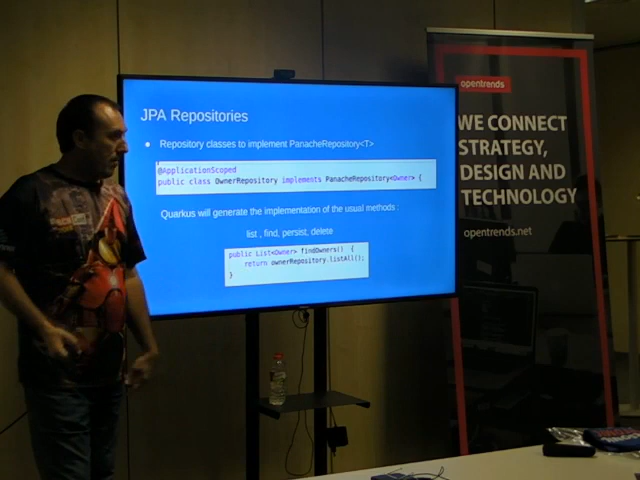 JPA Repositories
Repository classes to implement PanacheRepository<T>
@ApplicationScoped
public class OwnerRepository implements PanacheRepository<Owner> {
Quarkus will generate the implementation of the usual methods :
list , find, persist, delete
public List<Owner> findOwners() {
return ownerRepository.listAll();
}
opentrends
WE CONNECT
STRATEGY,
DESIGN AND
TECHNOLOGY
opentrends.net